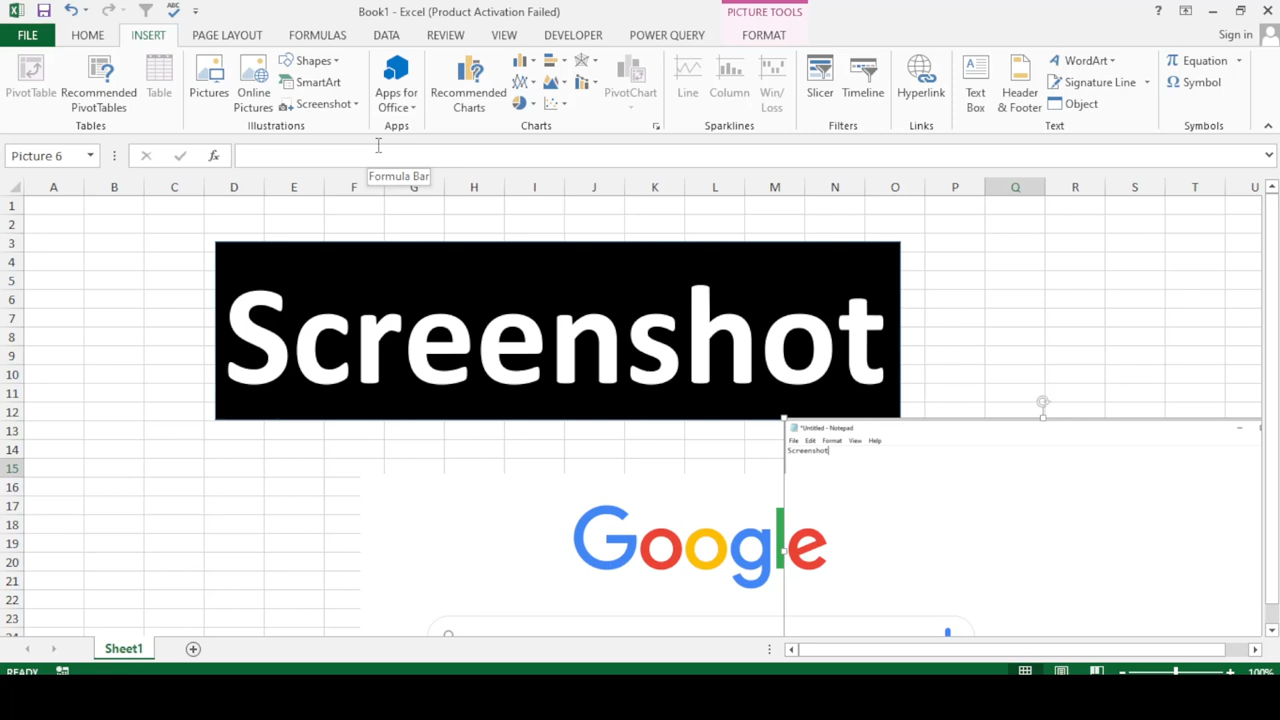 Book1 - Excel (Product Activation Failed)
PICTURE TOOLS
FILE HOME INSERT PAGE LAYOUT FORMULAS DATA REVIEW VIEW DEVELOPER POWER QUERY FORMAT Sign in
PivotTable Recommended PivotTables Table
Tables
Pictures Online Pictures Shapes SmartArt Screenshot
Illustrations
Apps for Office
Apps
Recommended Charts PivotChart
Charts
Line Column Win/Loss
Sparklines
Slicer Timeline
Filters
Hyperlink
Links
Text Box Header & Footer WordArt Signature Line Object
Text
Equation Symbol
Symbols
Picture 6 fx
Formula Bar
A B C D E F G H I J K L M N O P Q R S T U
1
2
3
4
5
6
7
8
9
10
11
12
13
14
15
16
17
18
19
20
21
22
23
Screenshot
*Untitled - Notepad
File Edit Format View Help
Screenshot
Google
Sheet1
READY 100%